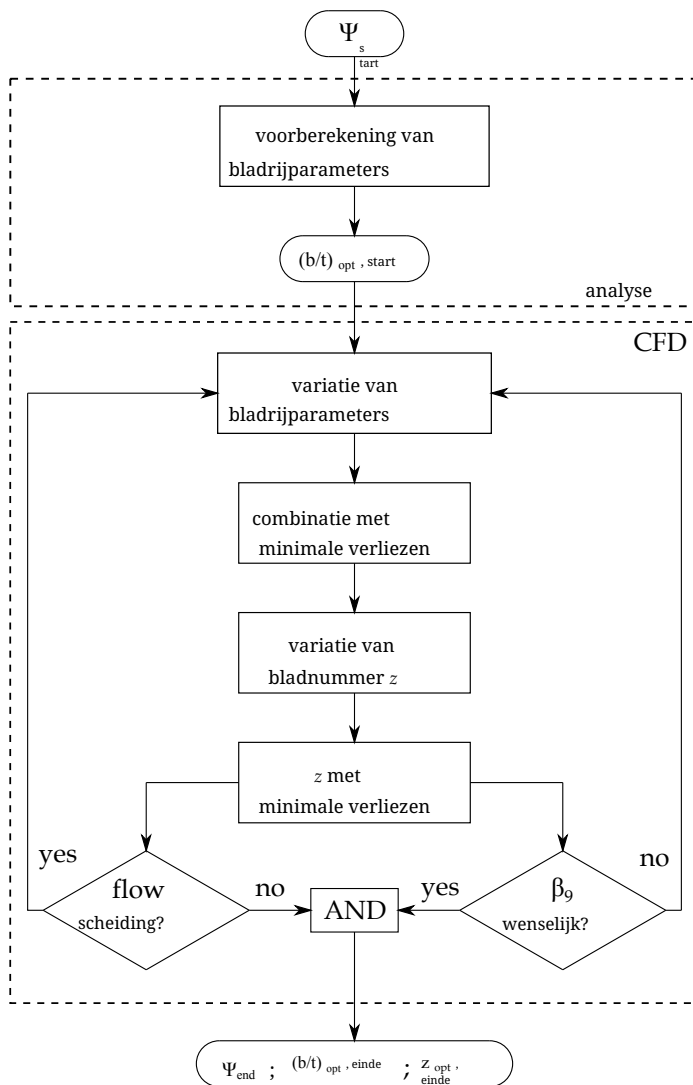 Ψ s
tart
voorberekening van
bladrijparameters
(b/t) opt , start
analyse
CFD
variatie van
bladrijparameters
combinatie met
minimale verliezen
variatie van
bladnummer z
z met
minimale verliezen
yes
flow
scheiding?
no
AND
yes
β9
wenselijk?
no
Ψend ; (b/t) opt , einde ; z opt ,
einde